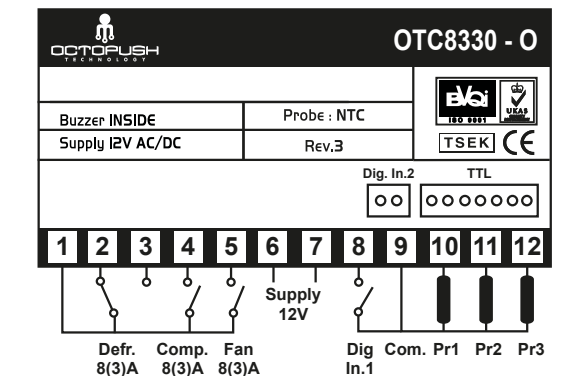 OCTOPUSH
TECHNOLOGY
OTC8330 - O
Buzzer INSIDE
Probe : NTC
Supply 12V AC/DC
Rev.3
EVQi
ISO 9001
UKAS
TSEK CE
Dig. In.2
TTL
1 2 3 4 5 6 7 8 9 10 11 12
Supply
12V
Defr. Comp. Fan Dig Com. Pr1 Pr2 Pr3
8(3)A 8(3)A 8(3)A In.1